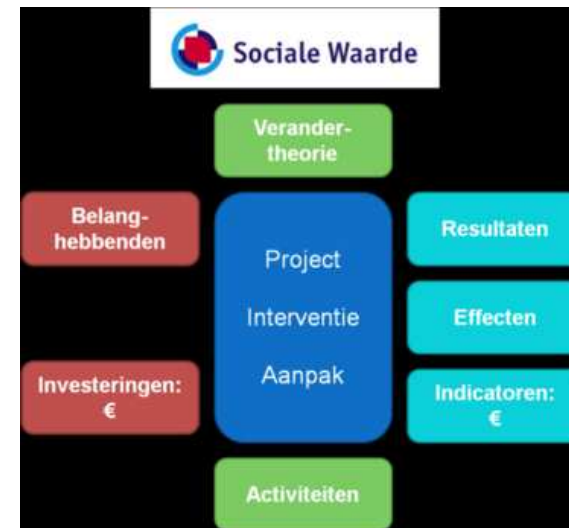 Sociale Waarde
Verander-
theorie
Belang-
hebbenden
Project
Interventie
Aanpak
Resultaten
Effecten
Investeringen:
€
Indicatoren:
€
Activiteiten